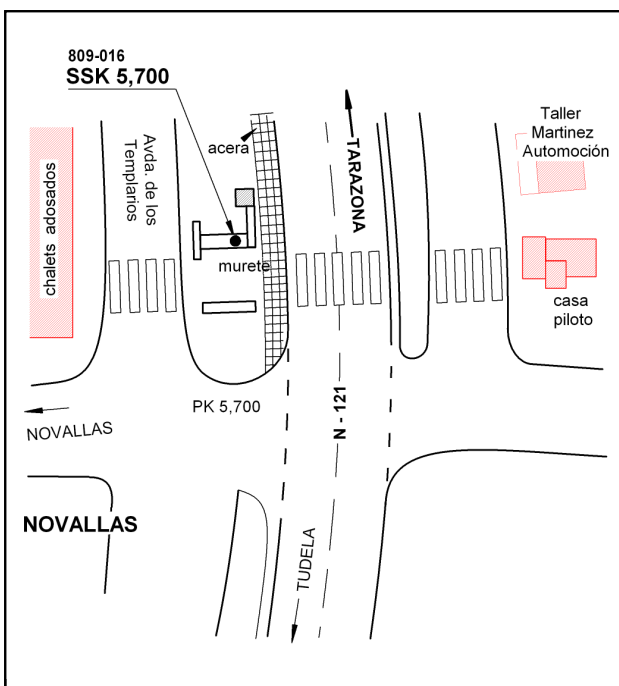 809-016
SSK 5,700
acera
Avda. de los
Templarios
TARAZONA
Taller
Martinez
Automoción
chalets adosados
murete
casa
piloto
PK 5,700
N - 121
NOVALLAS
NOVALLAS
TUDELA